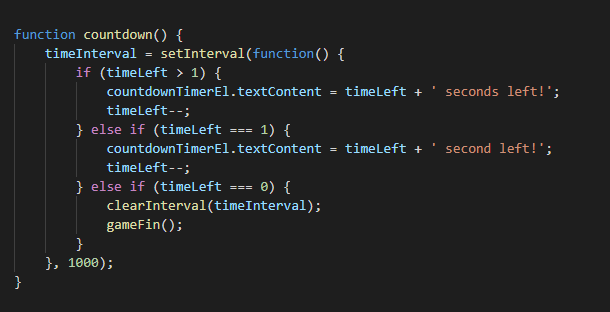 function countdown() {
    timeInterval = setInterval(function() {
        if (timeLeft > 1) {
            countdownTimerEl.textContent = timeLeft + ' seconds left!';
            timeLeft--;
        } else if (timeLeft === 1) {
            countdownTimerEl.textContent = timeLeft + ' second left!';
            timeLeft--;
        } else if (timeLeft === 0) {
            clearInterval(timeInterval);
            gameFin();
        }
    }, 1000);
}